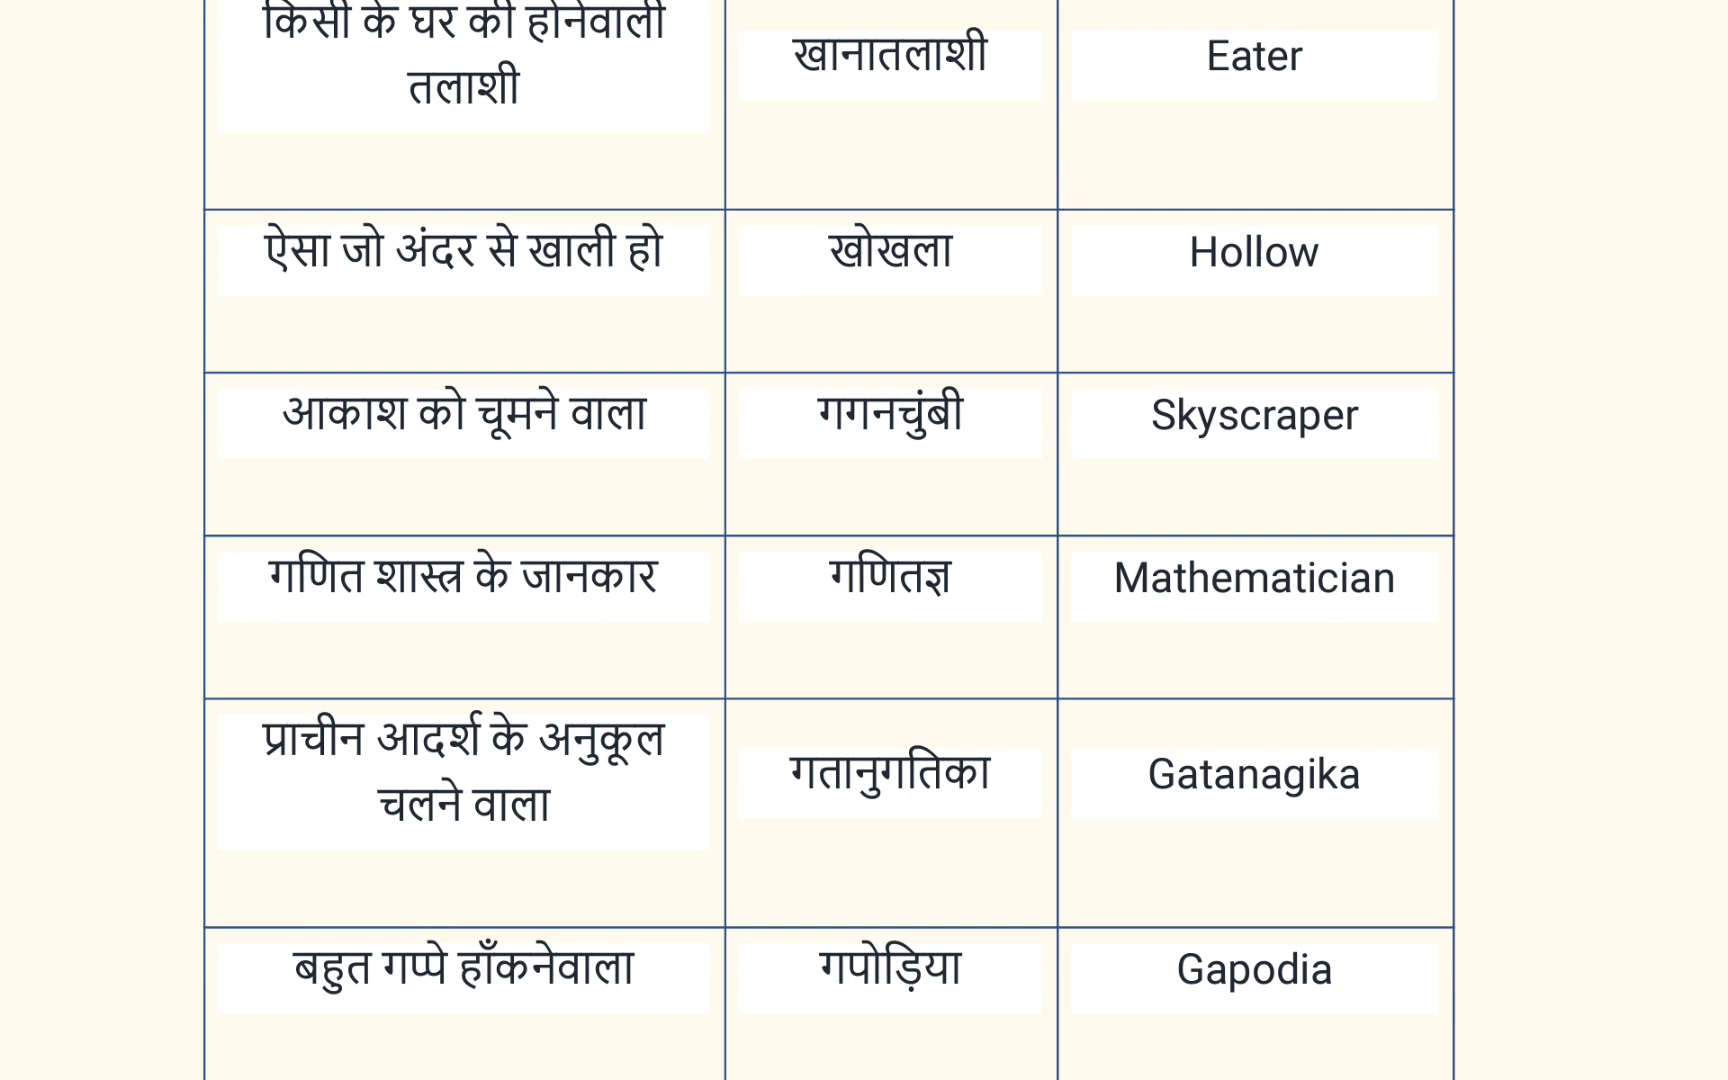 किसी के घर की होनेवाली
तलाशी
खानातलाशी
Eater
ऐसा जो अंदर से खाली हो
खोखला
Hollow
आकाश को चूमने वाला
गगनचुंबी
Skyscraper
गणित शास्त्र के जानकार
गणितज्ञ
Mathematician
प्राचीन आदर्श के अनुकूल
चलने वाला
गतानुगतिका
Gatanagika
बहुत गप्पे हाँकनेवाला
गपोड़िया
Gapodia